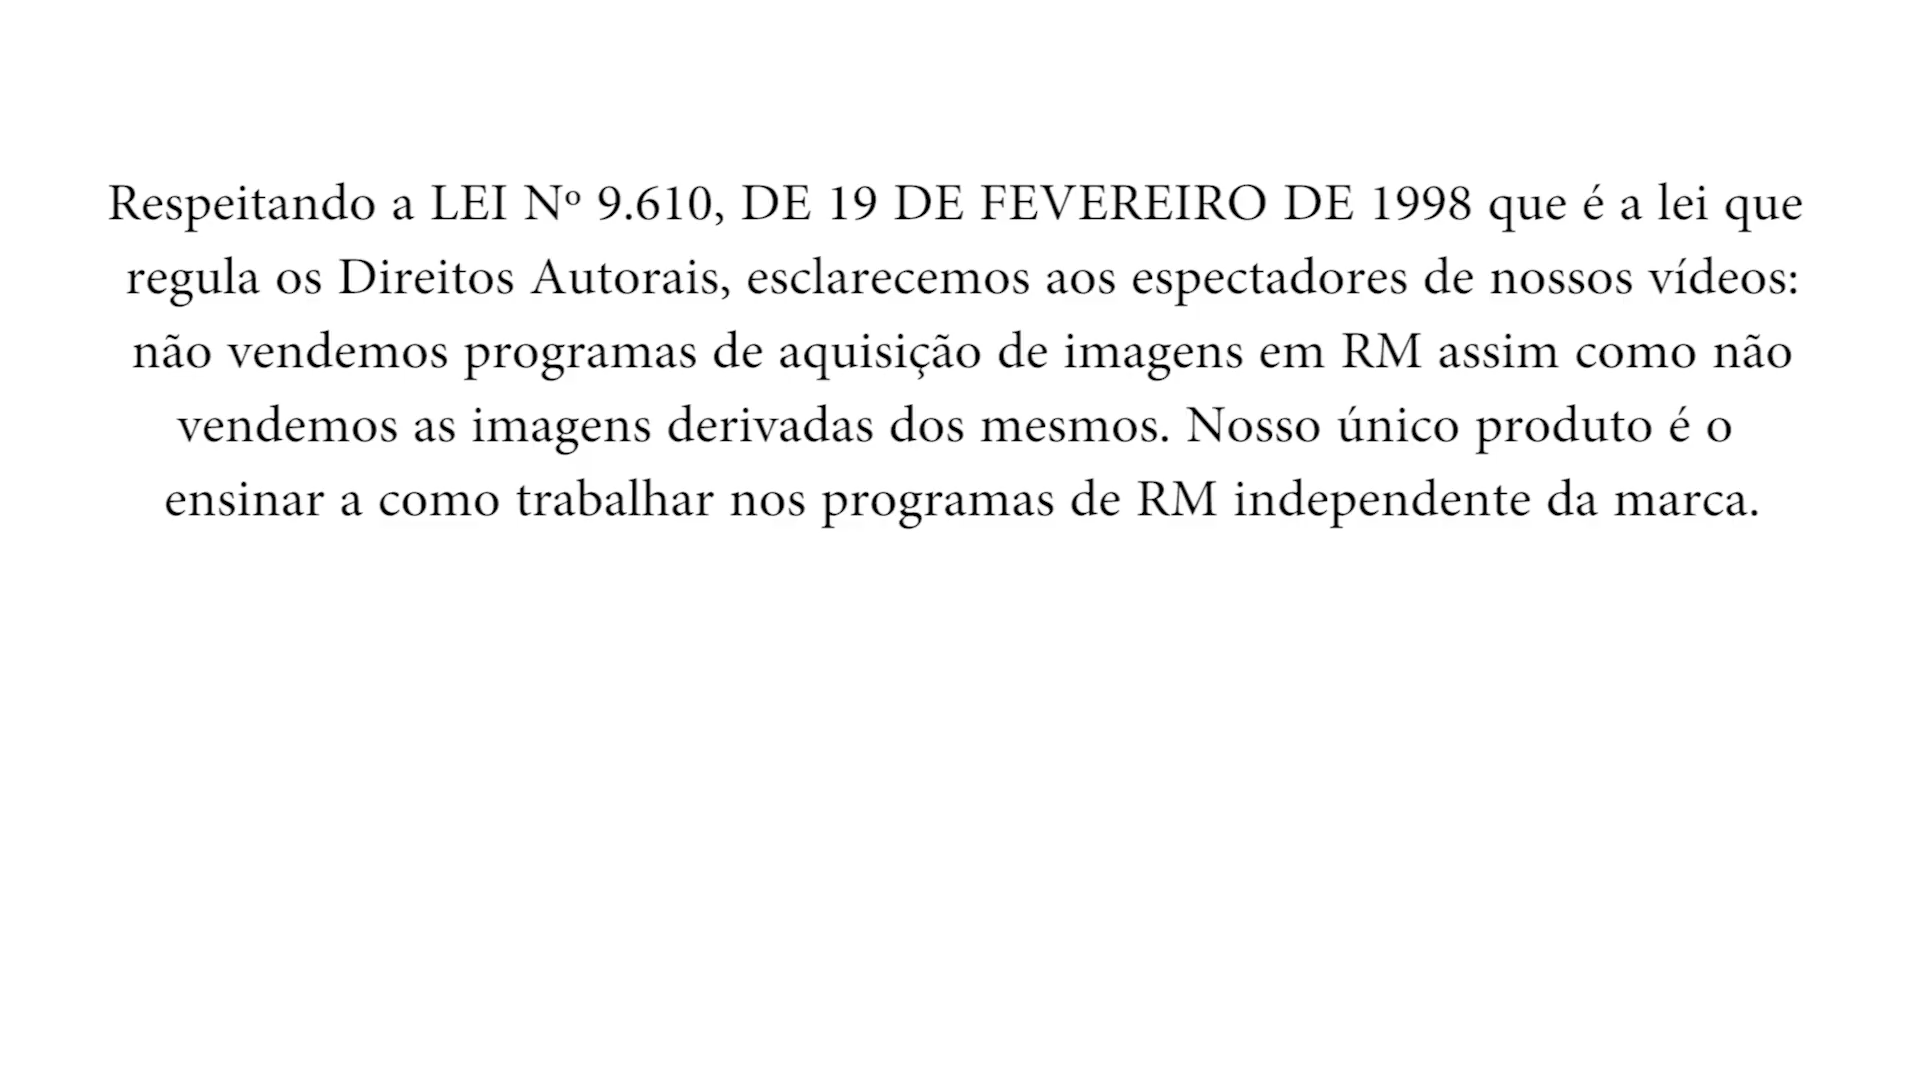 Respeitando a LEI Nº 9.610, DE 19 DE FEVEREIRO DE 1998 que é a lei que
regula os Direitos Autorais, esclarecemos aos espectadores de nossos vídeos:
não vendemos programas de aquisição de imagens em RM assim como não
vendemos as imagens derivadas dos mesmos. Nosso único produto é o
ensinar a como trabalhar nos programas de RM independente da marca.